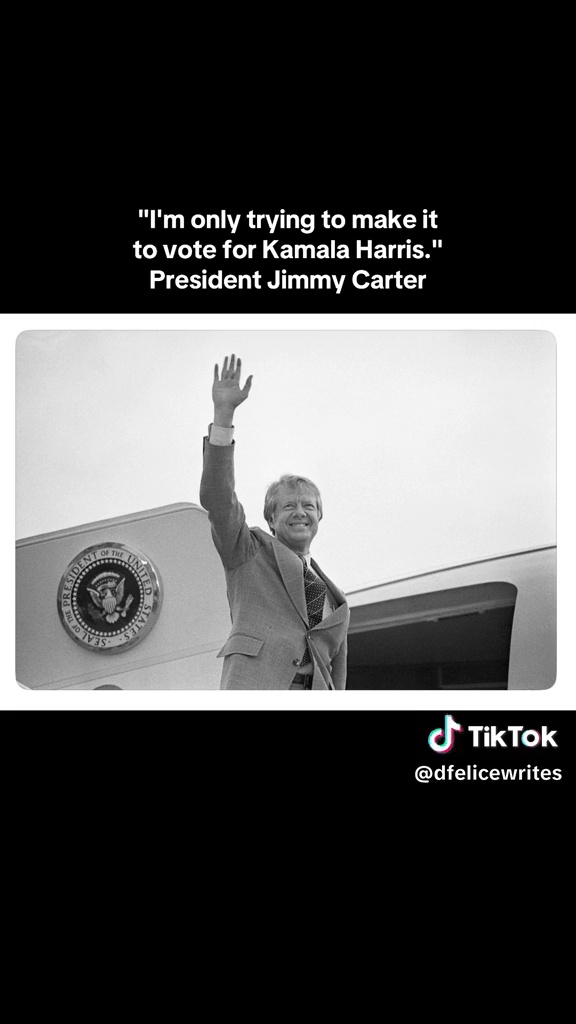 "I'm only trying to make it
to vote for Kamala Harris."
President Jimmy Carter
SEAL OF THE PRESIDENT OF THE UNITED STATES
TikTok
@dfelicewrites